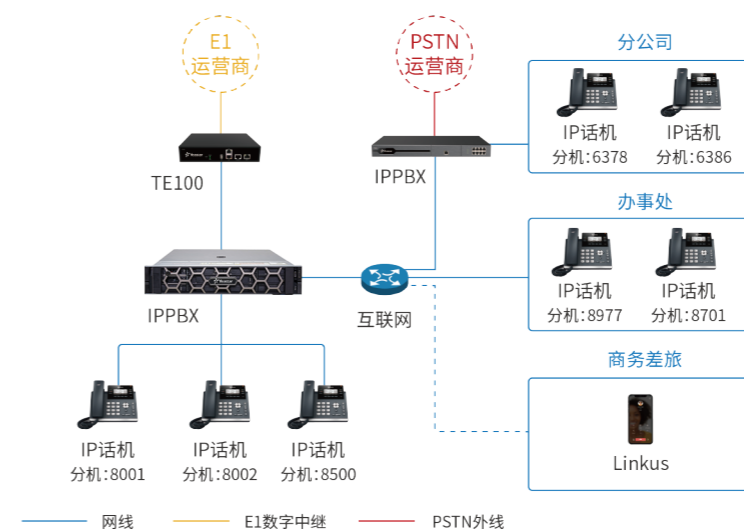 E1
运营商
PSTN
运营商
分公司
IP话机
分机:6378
IP话机
分机:6386
TE100
IPPBX
办事处
IP话机
分机:8977
IP话机
分机:8701
IPPBX
互联网
商务差旅
Linkus
IP话机
分机:8001
IP话机
分机:8002
IP话机
分机:8500
网线
E1数字中继
PSTN外线